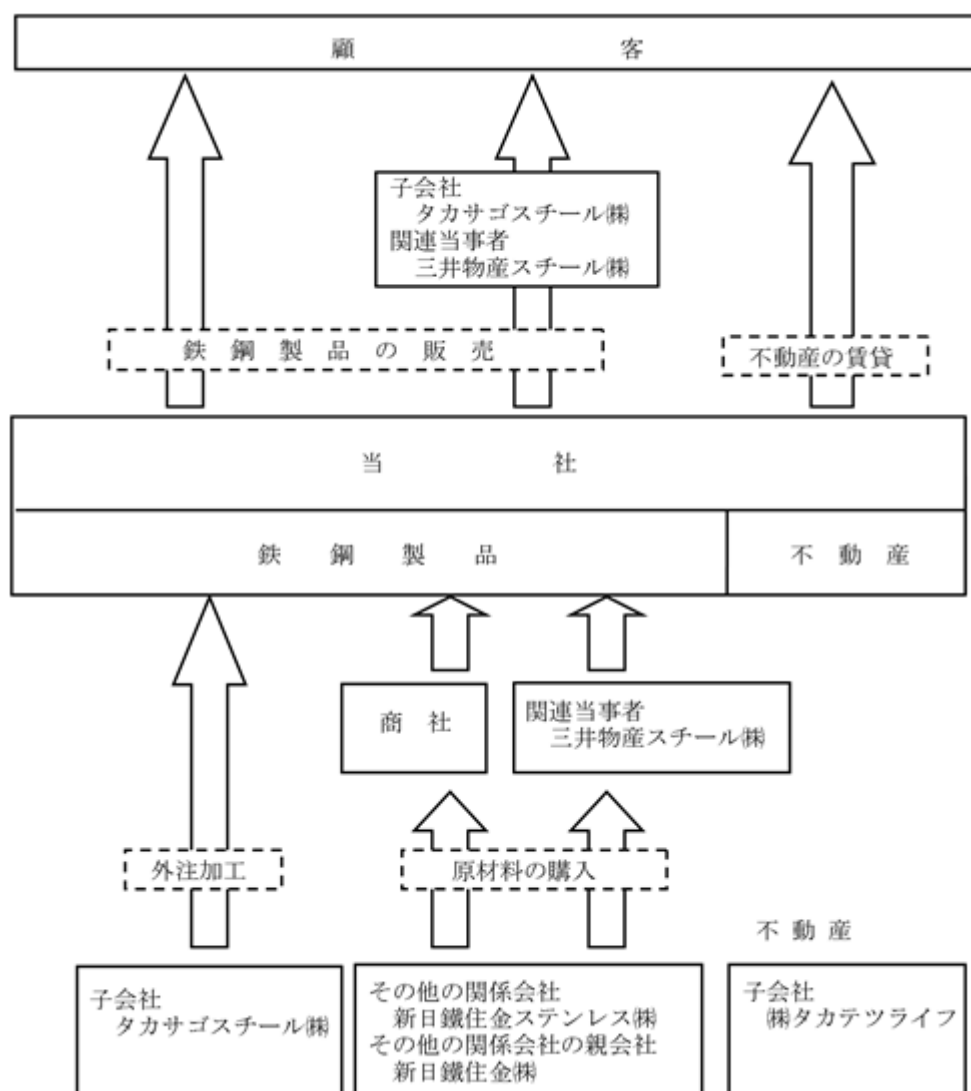 顧客
子会社
タカサゴスチール㈱
関連当事者
三井物産スチール㈱
鉄鋼製品の販売
不動産の賃貸
当社
鉄鋼製品
不動産
商社
関連当事者
三井物産スチール㈱
外注加工
原材料の購入
不動産
子会社
タカサゴスチール㈱
その他の関係会社
新日鐵住金ステンレス㈱
その他の関係会社の親会社
新日鐵住金㈱
子会社
㈱タカテツライフ